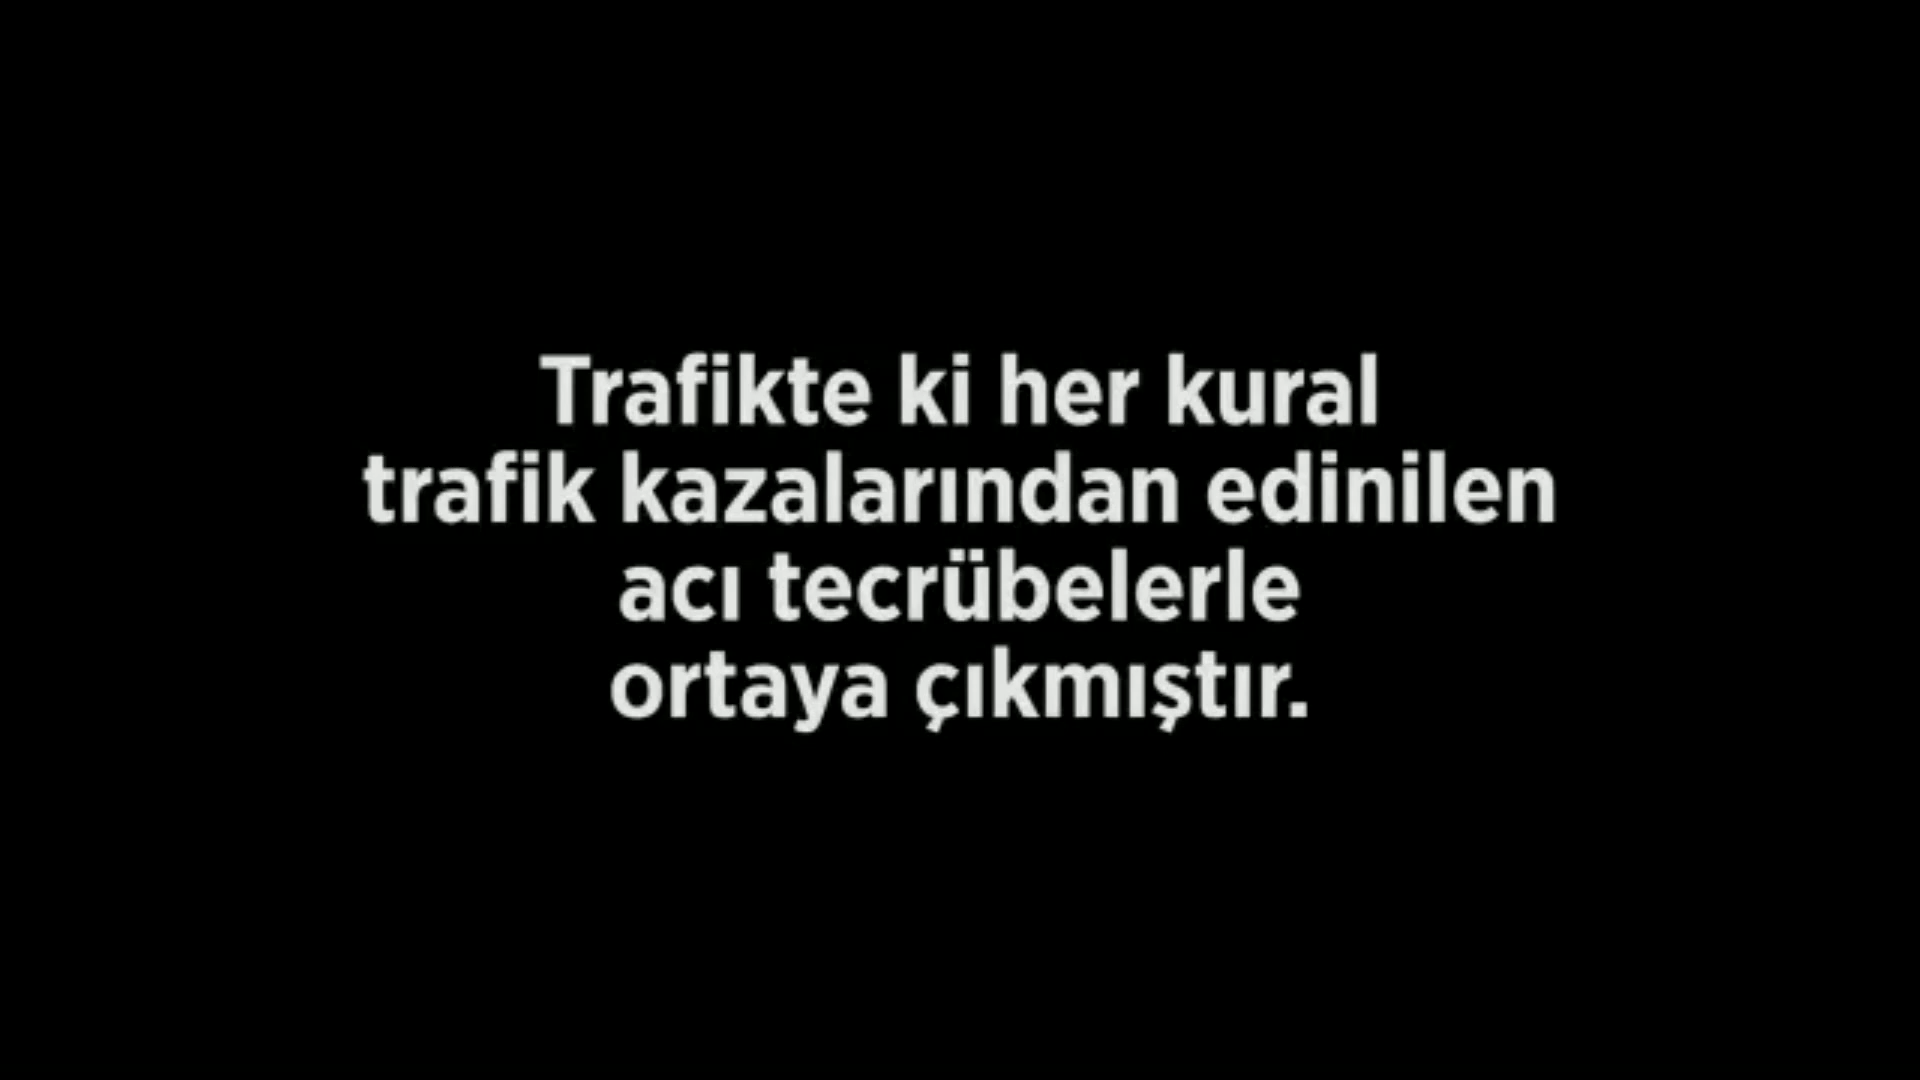 Trafikte ki her kural
trafik kazalarından edinilen
acı tecrübelerle
ortaya çıkmıştır.